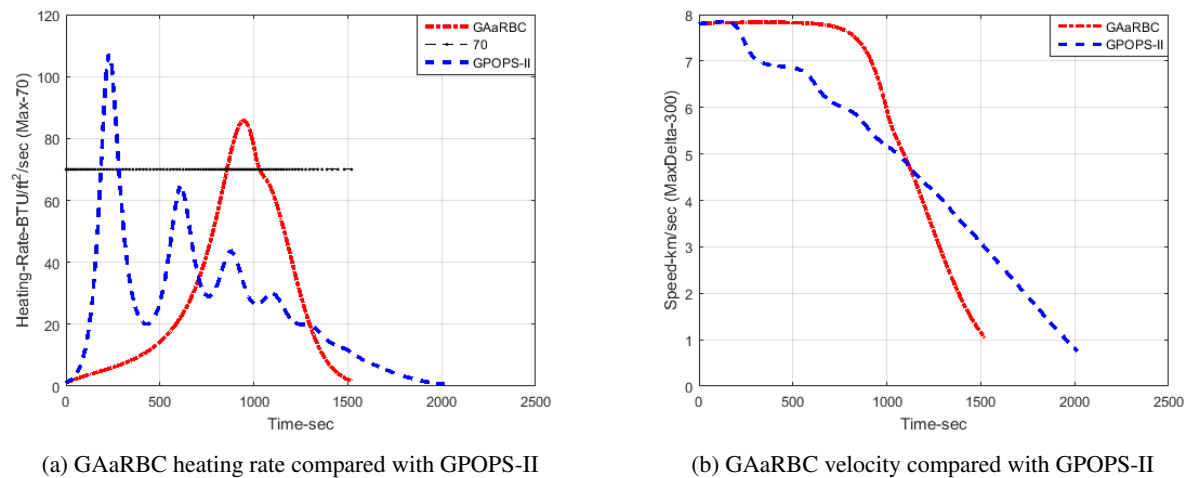 GAaRBC
70
GPOPS-II
Heating-Rate-BTU/ft²/sec (Max-70)
120
100
80
60
40
20
0
0 500 1000 1500 2000 2500
Time-sec
(a) GAaRBC heating rate compared with GPOPS-II
GAaRBC
GPOPS-II
Speed-km/sec (MaxDelta-300)
8
7
6
5
4
3
2
1
0
0 500 1000 1500 2000 2500
Time-sec
(b) GAaRBC velocity compared with GPOPS-II